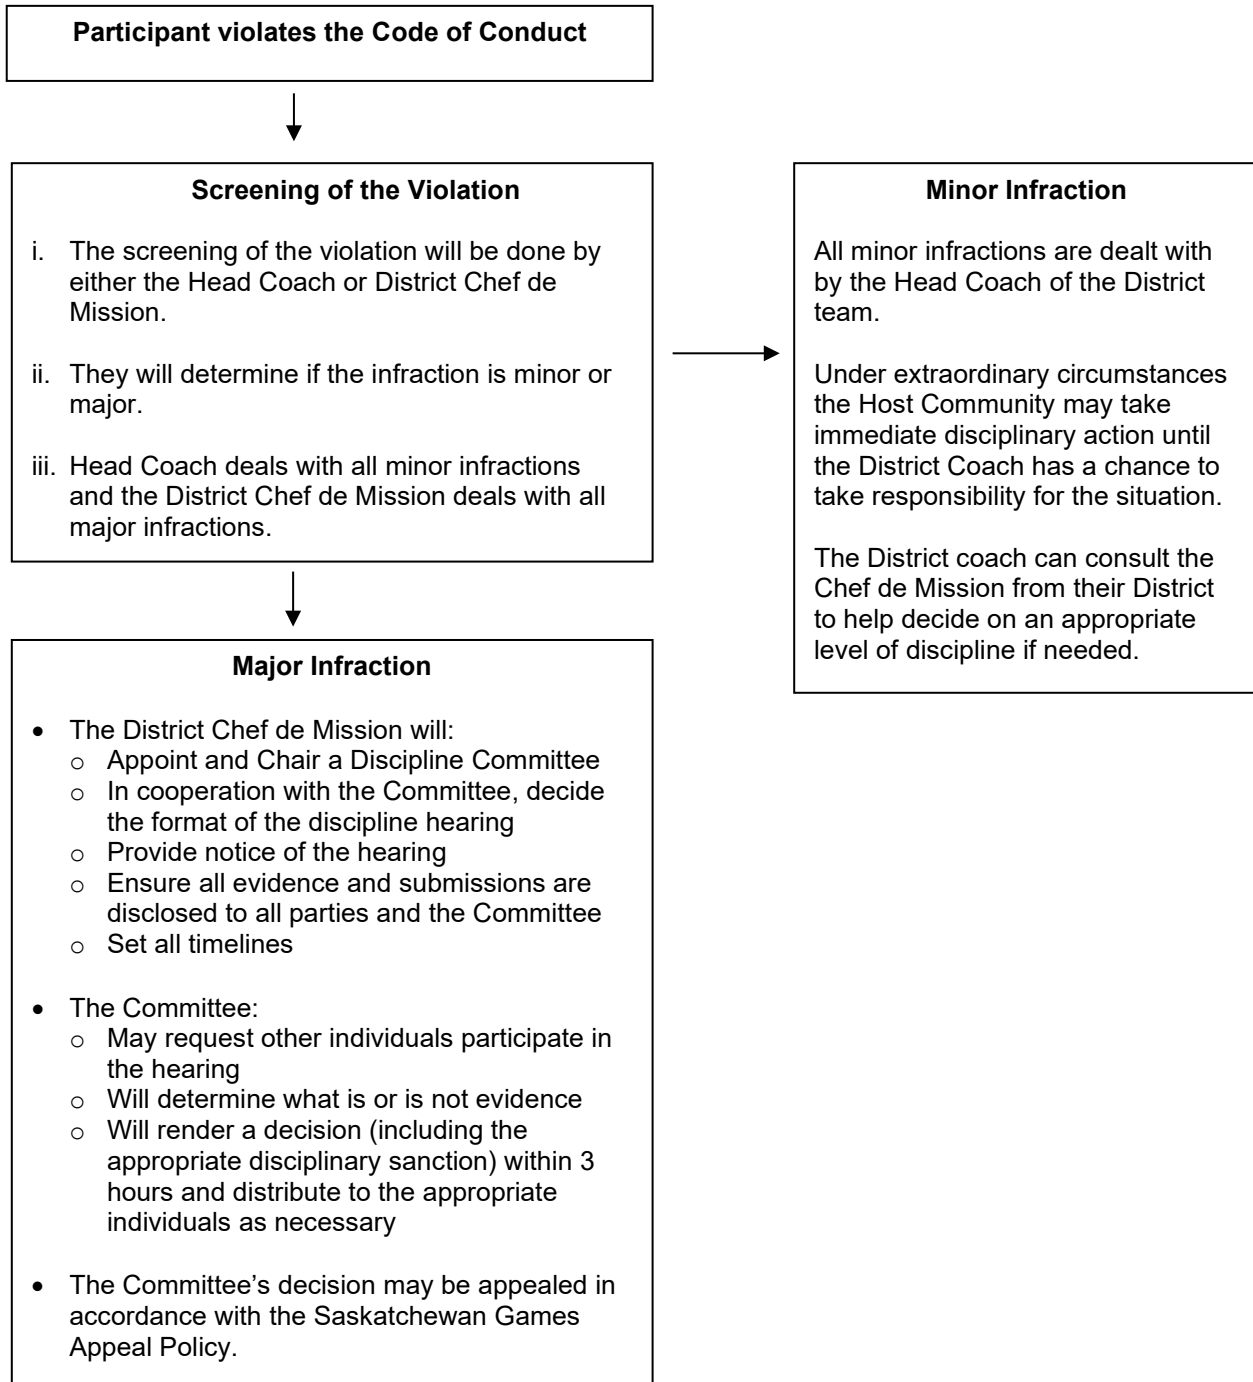 Participant violates the Code of Conduct
Screening of the Violation
i. The screening of the violation will be done by
either the Head Coach or District Chef de
Mission.
ii. They will determine if the infraction is minor or
major.
iii. Head Coach deals with all minor infractions
and the District Chef de Mission deals with all
major infractions.
Minor Infraction
All minor infractions are dealt with
by the Head Coach of the District
team.
Under extraordinary circumstances
the Host Community may take
immediate disciplinary action until
the District Coach has a chance to
take responsibility for the situation.
The District coach can consult the
Chef de Mission from their District
to help decide on an appropriate
level of discipline if needed.
Major Infraction
• The District Chef de Mission will:
o Appoint and Chair a Discipline Committee
o In cooperation with the Committee, decide
the format of the discipline hearing
o Provide notice of the hearing
o Ensure all evidence and submissions are
disclosed to all parties and the Committee
o Set all timelines
• The Committee:
o May request other individuals participate in
the hearing
o Will determine what is or is not evidence
o Will render a decision (including the
appropriate disciplinary sanction) within 3
hours and distribute to the appropriate
individuals as necessary
• The Committee’s decision may be appealed in
accordance with the Saskatchewan Games
Appeal Policy.